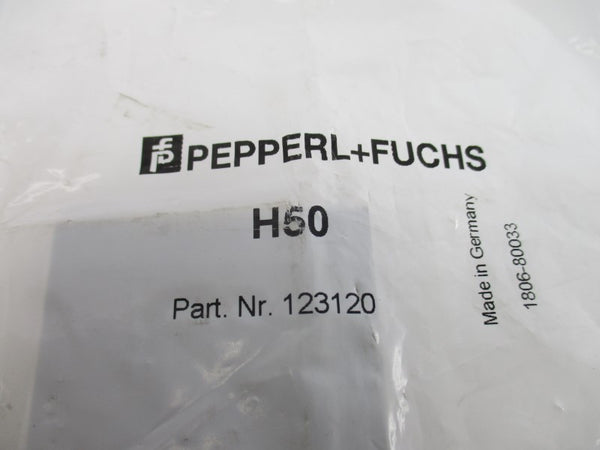 PEPPERL+FUCHS
H50
Part. Nr. 123120
Made in Germany
1806-80033